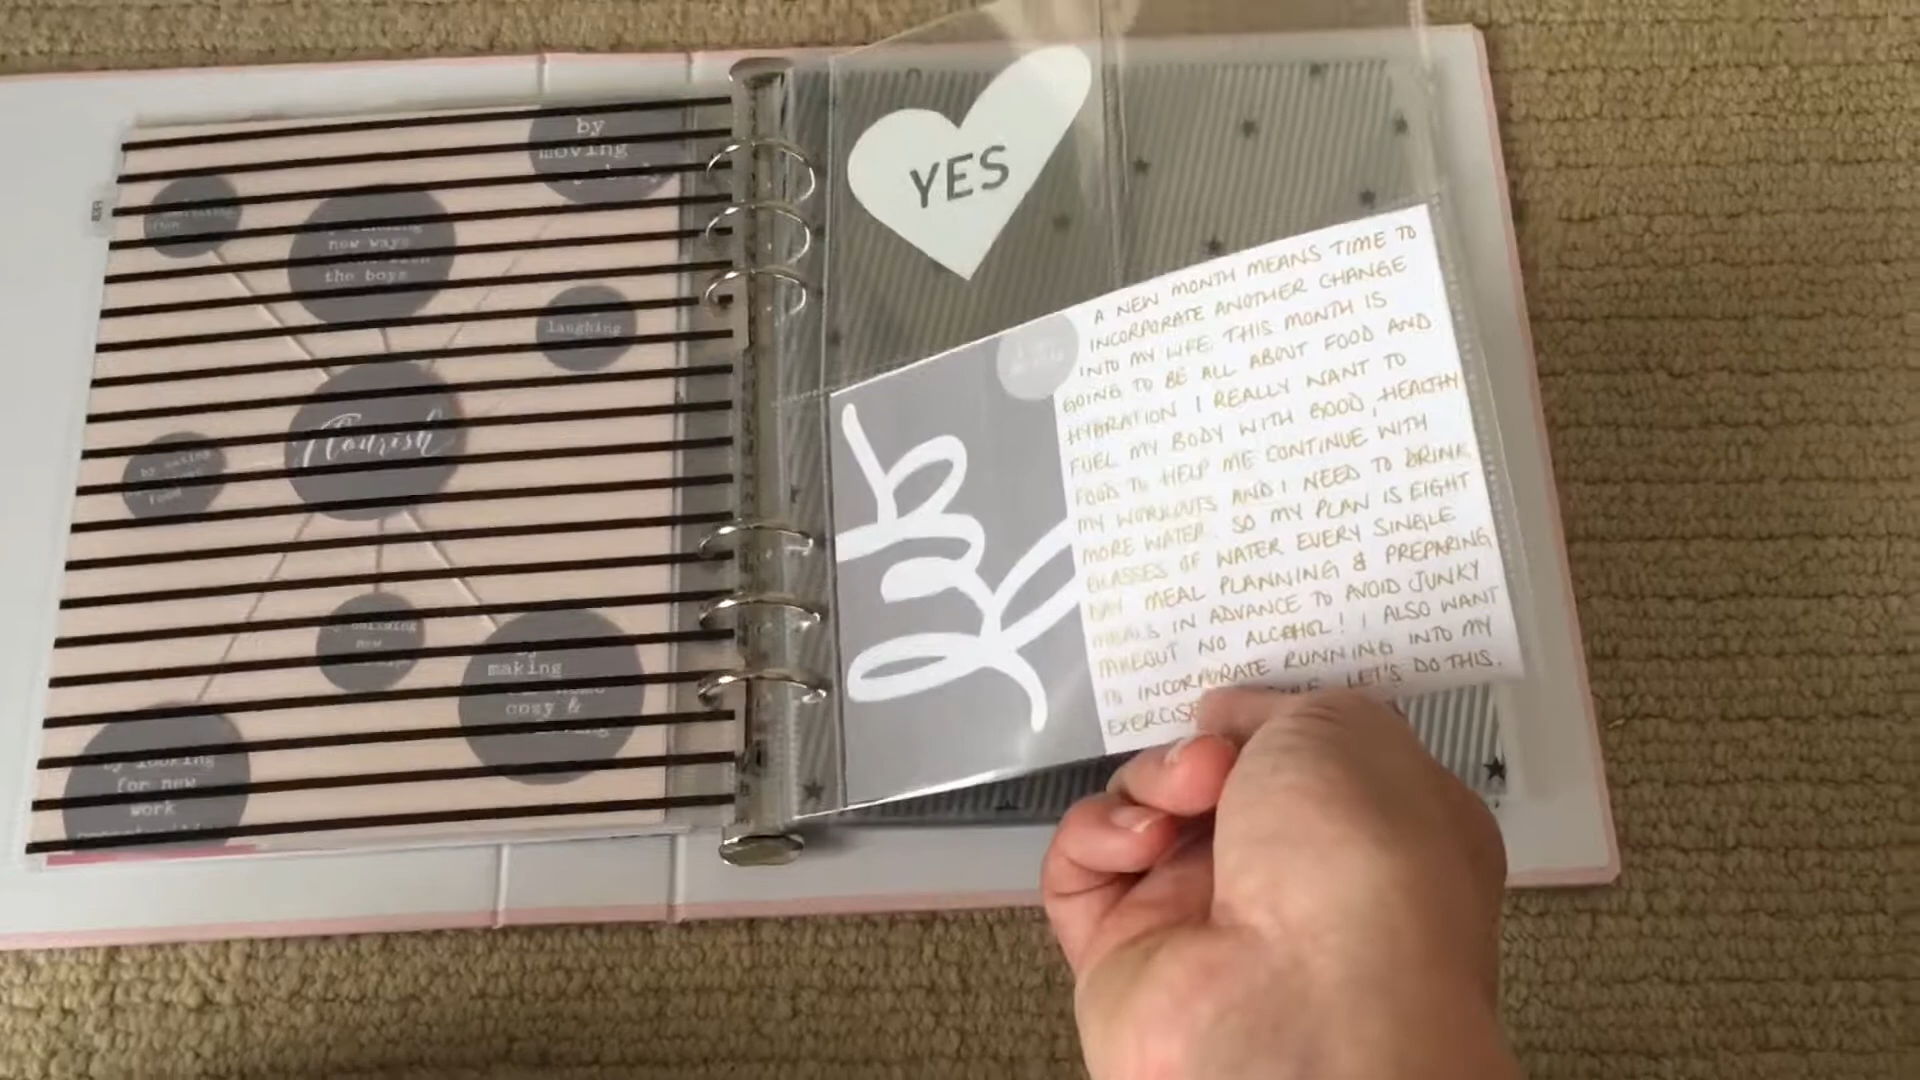 by
moving
new ways
the boys
laughing
flourish
by eating
food
new
making
cozy &
by looking
for new
work
YES
A NEW MONTH MEANS TIME TO
INCORPORATE ANOTHER CHANGE
INTO MY LIFE. THIS MONTH IS
GOING TO BE ALL ABOUT FOOD AND
HYDRATION I REALLY WANT TO
FUEL MY BODY WITH GOOD, HEALTHY
FOOD TO HELP ME CONTINUE WITH
MY WORKOUTS AND I NEED TO DRINK
MORE WATER. SO MY PLAN IS EIGHT
GLASSES OF WATER EVERY SINGLE
DAY MEAL PLANNING & PREPARING
MEALS IN ADVANCE TO AVOID JUNKY
TAKEOUT NO ALCOHOL! I ALSO WANT
TO INCORPORATE RUNNING INTO MY
EXERCISE LET'S DO THIS.